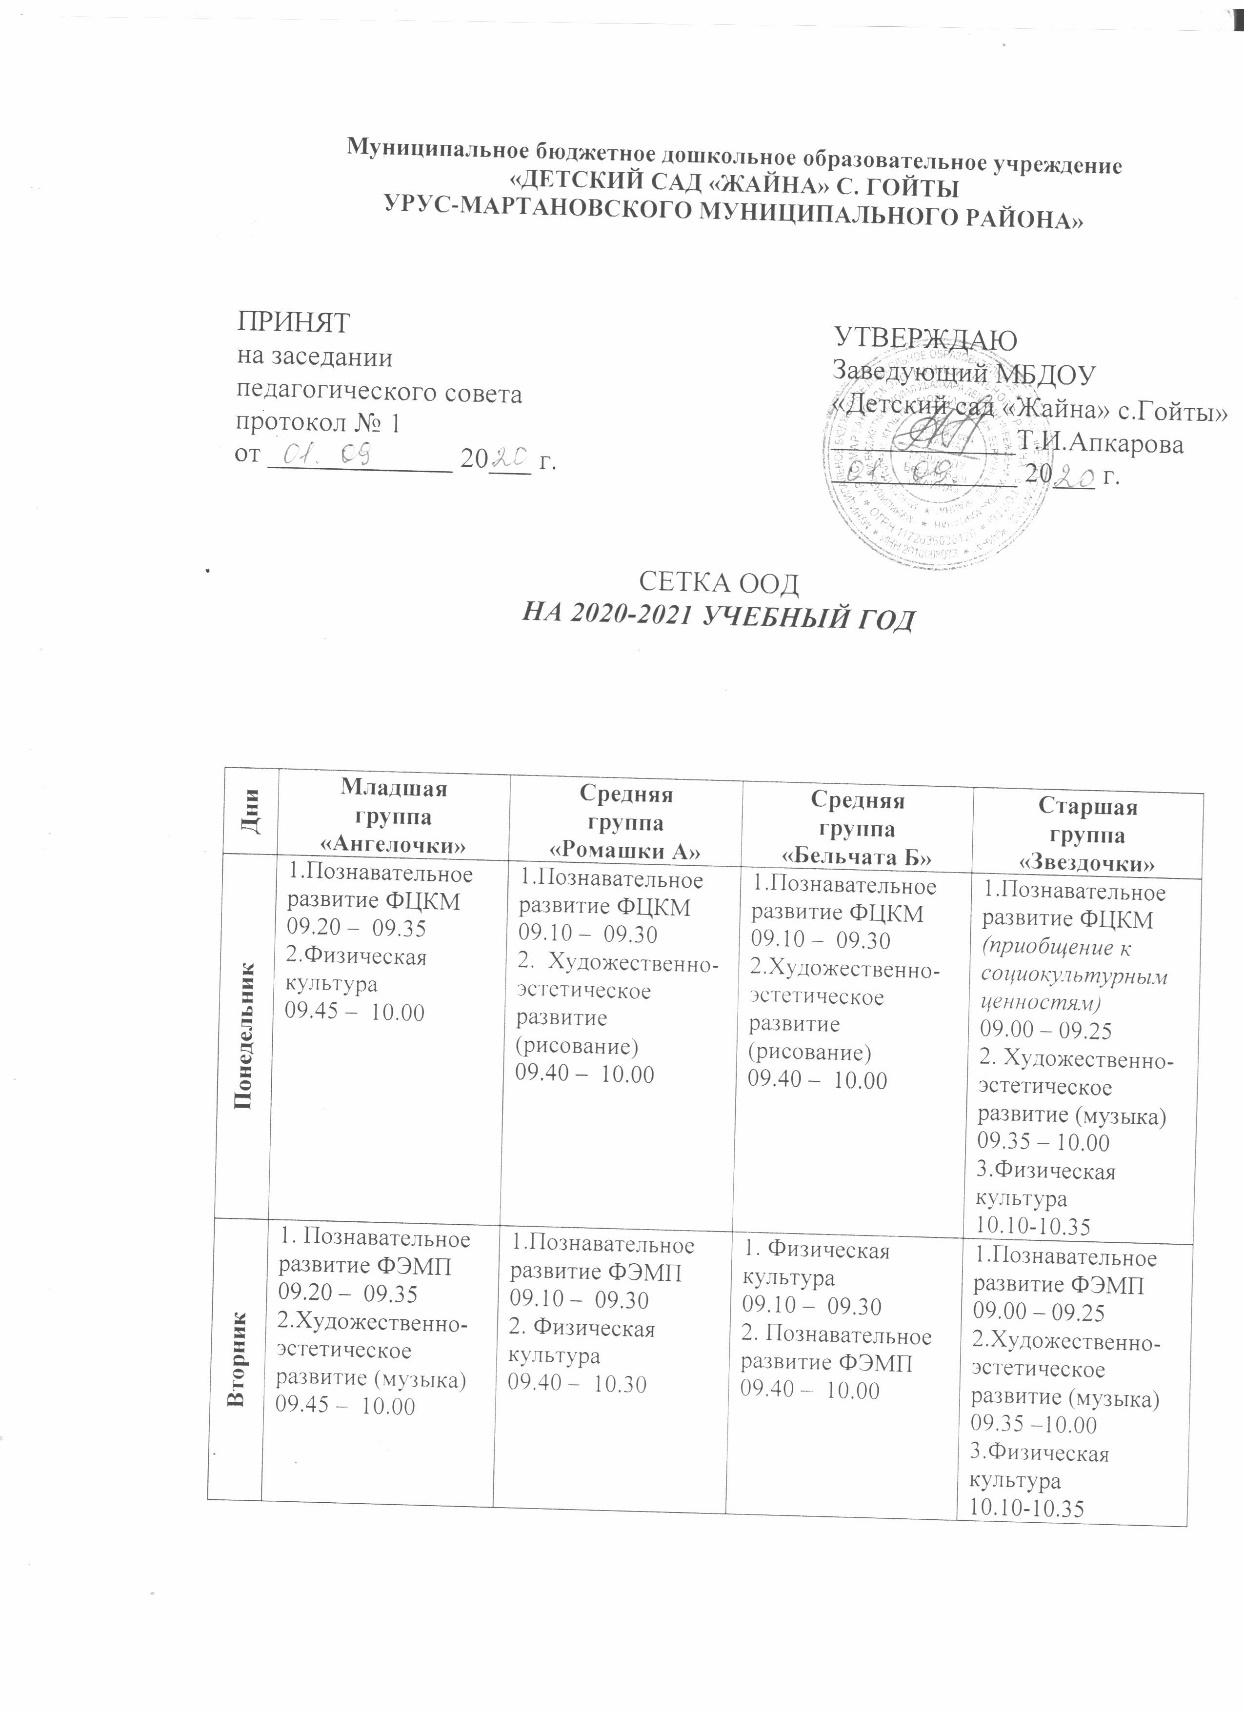 Муниципальное бюджетное дошкольное образовательное учреждение
«ДЕТСКИЙ САД «ЖАЙНА» С. ГОЙТЫ
УРУС-МАРТАНОВСКОГО МУНИЦИПАЛЬНОГО РАЙОНА»
ПРИНЯТ
на заседании
педагогического совета
протокол № 1
от 01. 09 2020 г.
УТВЕРЖДАЮ
Заведующий МБДОУ
«Детский сад «Жайна» с.Гойты»
Т.И.Апкарова
01. 09. 2020 г.
СЕТКА ООД
НА 2020-2021 УЧЕБНЫЙ ГОД
Дни
Младшая
группа
«Ангелочки»
Средняя
группа
«Ромашки А»
Средняя
группа
«Бельчата Б»
Старшая
группа
«Звездочки»
Понедельник
1.Познавательное
развитие ФЦКМ
09.20 – 09.35
2.Физическая
культура
09.45 – 10.00
1.Познавательное
развитие ФЦКМ
09.10 – 09.30
2. Художественно-
эстетическое
развитие
(рисование)
09.40 – 10.00
1.Познавательное
развитие ФЦКМ
09.10 – 09.30
2.Художественно-
эстетическое
развитие
(рисование)
09.40 – 10.00
1.Познавательное
развитие ФЦКМ
(приобщение к
социокультурным
ценностям)
09.00 – 09.25
2. Художественно-
эстетическое
развитие (музыка)
09.35 – 10.00
3.Физическая
культура
10.10-10.35
Вторник
1. Познавательное
развитие ФЭМП
09.20 – 09.35
2.Художественно-
эстетическое
развитие (музыка)
09.45 – 10.00
1.Познавательное
развитие ФЭМП
09.10 – 09.30
2. Физическая
культура
09.40 – 10.30
1. Физическая
культура
09.10 – 09.30
2. Познавательное
развитие ФЭМП
09.40 – 10.00
1.Познавательное
развитие ФЭМП
09.00 – 09.25
2.Художественно-
эстетическое
развитие (музыка)
09.35 –10.00
3.Физическая
культура
10.10-10.35